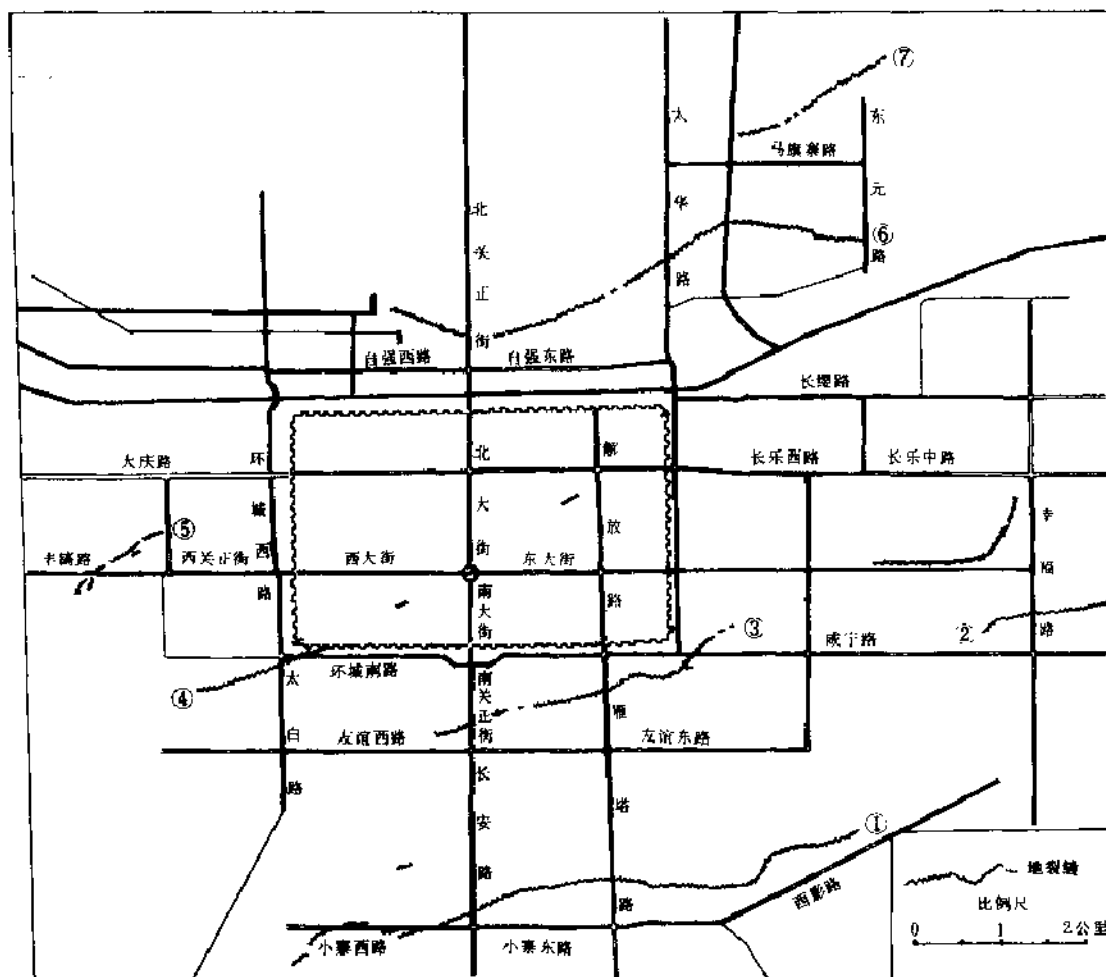 ⑦
太华路
东元路
马旗寨路
北关正街
⑥
自强西路
自强东路
长缨路
大庆路
环城西路
北大街
解放路
长乐西路
长乐中路
⑤
丰镐路
西关正街
西大街
东大街
幸福路
南大街
③
②
咸宁路
④
环城南路
太白路
南关正街
雁塔路
友谊西路
友谊东路
长安路
①
西影路
小寨西路
小寨东路
地裂缝
比例尺
0 1 2公里